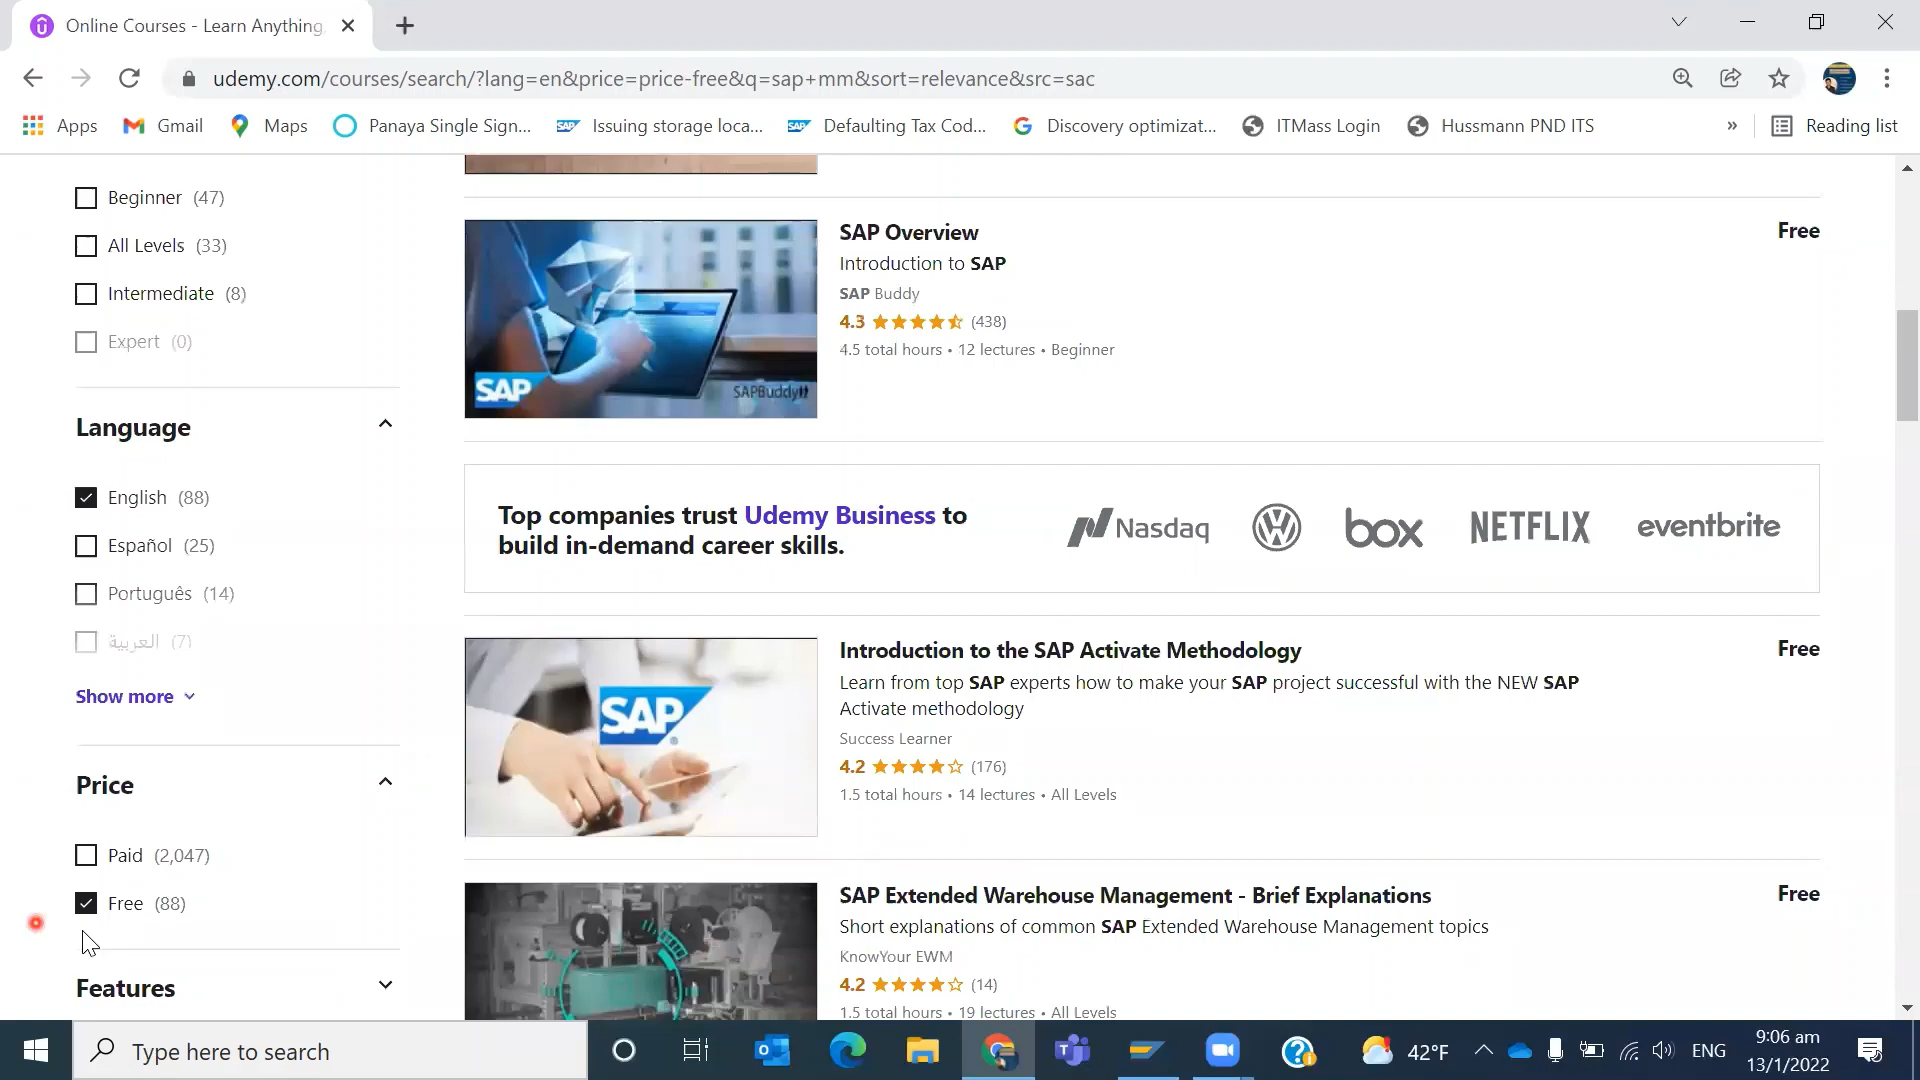 Online Courses - Learn Anything,
udemy.com/courses/search/?lang=en&price=price-free&q=sap+mm&sort=relevance&src=sac
Apps
Gmail
Maps
Panaya Single Sign...
Issuing storage loca...
Defaulting Tax Cod...
Discovery optimizat...
ITMass Login
Hussmann PND ITS
»
Reading list
Beginner (47)
All Levels (33)
Intermediate (8)
Expert (0)
Language
English (88)
Español (25)
Português (14)
العربية (7)
Show more
Price
Paid (2,047)
Free (88)
Features
SAP
SAPBuddy
SAP Overview
Free
Introduction to SAP
SAP Buddy
4.3 (438)
4.5 total hours • 12 lectures • Beginner
Top companies trust Udemy Business to
build in-demand career skills.
Nasdaq
VW
box
NETFLIX
eventbrite
SAP
Introduction to the SAP Activate Methodology
Free
Learn from top SAP experts how to make your SAP project successful with the NEW SAP
Activate methodology
Success Learner
4.2 (176)
1.5 total hours • 14 lectures • All Levels
SAP Extended Warehouse Management - Brief Explanations
Free
Short explanations of common SAP Extended Warehouse Management topics
KnowYour EWM
4.2 (14)
1.5 total hours • 19 lectures • All Levels
Type here to search
42°F
ENG
9:06 am
13/1/2022